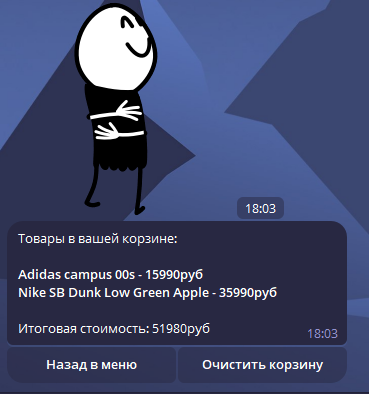 18:03
Товары в вашей корзине:
Adidas campus 00s - 15990руб
Nike SB Dunk Low Green Apple - 35990руб
Итоговая стоимость: 51980руб
18:03
Назад в меню
Очистить корзину